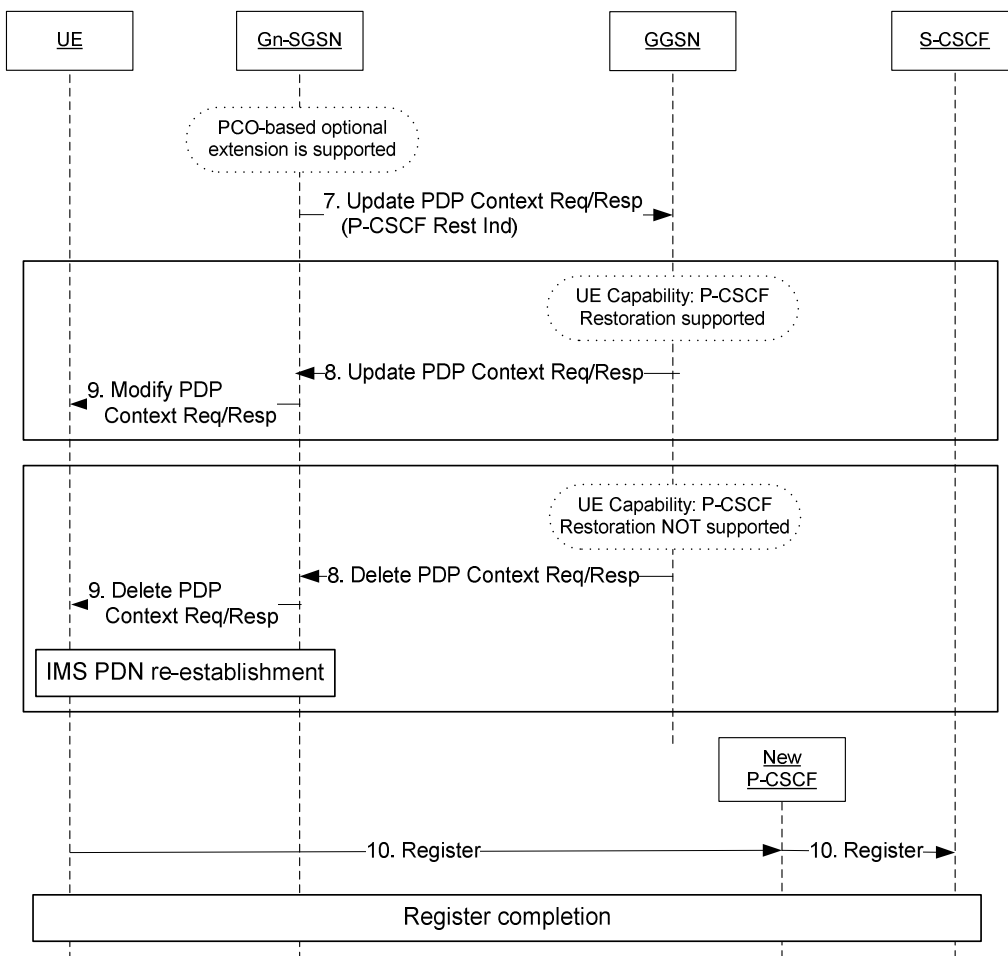 UE
Gn-SGSN
GGSN
S-CSCF
PCO-based optional
extension is supported
7. Update PDP Context Req/Resp
(P-CSCF Rest Ind)
UE Capability: P-CSCF
Restoration supported
8. Update PDP Context Req/Resp
9. Modify PDP
Context Req/Resp
UE Capability: P-CSCF
Restoration NOT supported
8. Delete PDP Context Req/Resp
9. Delete PDP
Context Req/Resp
IMS PDN re-establishment
New
P-CSCF
10. Register
10. Register
Register completion